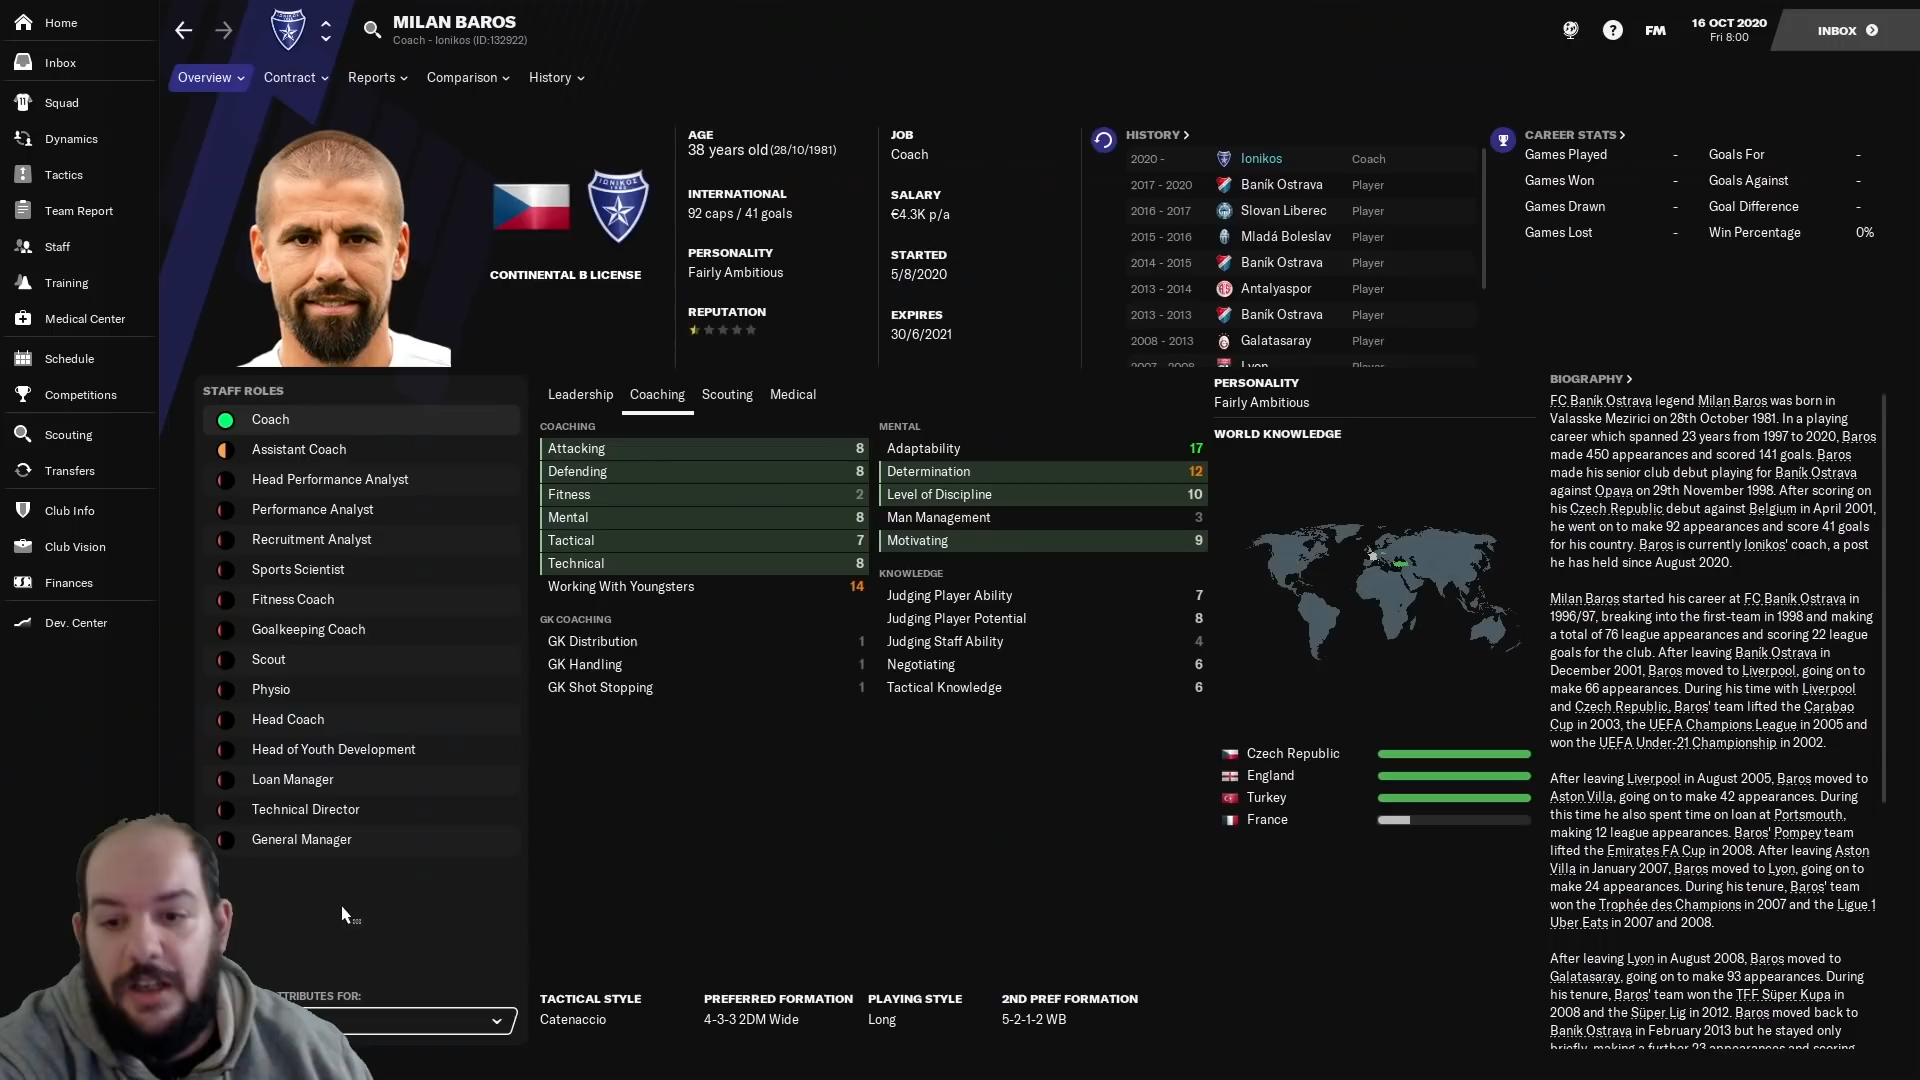 Home
Inbox
Squad
Dynamics
Tactics
Team Report
Staff
Training
Medical Center
Schedule
Competitions
Scouting
Transfers
Club Info
Club Vision
Finances
Dev. Center
MILAN BAROS
Coach - Ionikos (ID:132922)
FM
16 OCT 2020
Fri 8:00
INBOX
Overview
Contract
Reports
Comparison
History
CONTINENTAL B LICENSE
AGE
38 years old (28/10/1981)
INTERNATIONAL
92 caps / 41 goals
PERSONALITY
Fairly Ambitious
REPUTATION
JOB
Coach
SALARY
€4.3K p/a
STARTED
5/8/2020
EXPIRES
30/6/2021
HISTORY
2020 - Ionikos Coach
2017 - 2020 Baník Ostrava Player
2016 - 2017 Slovan Liberec Player
2015 - 2016 Mladá Boleslav Player
2014 - 2015 Baník Ostrava Player
2013 - 2014 Antalyaspor Player
2013 - 2013 Baník Ostrava Player
2008 - 2013 Galatasaray Player
2007 - 2008 Lyon Player
CAREER STATS
Games Played - Goals For -
Games Won - Goals Against -
Games Drawn - Goal Difference -
Games Lost - Win Percentage 0%
STAFF ROLES
Coach
Assistant Coach
Head Performance Analyst
Performance Analyst
Recruitment Analyst
Sports Scientist
Fitness Coach
Goalkeeping Coach
Scout
Physio
Head Coach
Head of Youth Development
Loan Manager
Technical Director
General Manager
TTRIBUTES FOR:
Leadership
Coaching
Scouting
Medical
COACHING
Attacking 8
Defending 8
Fitness 2
Mental 8
Tactical 7
Technical 8
Working With Youngsters 14
GK COACHING
GK Distribution 1
GK Handling 1
GK Shot Stopping 1
MENTAL
Adaptability 17
Determination 12
Level of Discipline 10
Man Management 3
Motivating 9
KNOWLEDGE
Judging Player Ability 7
Judging Player Potential 8
Judging Staff Ability 4
Negotiating 6
Tactical Knowledge 6
TACTICAL STYLE
Catenaccio
PREFERRED FORMATION
4-3-3 2DM Wide
PLAYING STYLE
Long
2ND PREF FORMATION
5-2-1-2 WB
PERSONALITY
Fairly Ambitious
WORLD KNOWLEDGE
Czech Republic
England
Turkey
France
BIOGRAPHY
FC Baník Ostrava legend Milan Baros was born in
Valasske Mezirici on 28th October 1981. In a playing
career which spanned 23 years from 1997 to 2020, Baros
made 450 appearances and scored 141 goals. Baros
made his senior club debut playing for Baník Ostrava
against Opava on 29th November 1998. After scoring on
his Czech Republic debut against Belgium in April 2001,
he went on to make 92 appearances and score 41 goals
for his country. Baros is currently Ionikos' coach, a post
he has held since August 2020.
Milan Baros started his career at FC Baník Ostrava in
1996/97, breaking into the first-team in 1998 and making
a total of 76 league appearances and scoring 22 league
goals for the club. After leaving Baník Ostrava in
December 2001, Baros moved to Liverpool, going on to
make 66 appearances. During his time with Liverpool
and Czech Republic, Baros' team lifted the Carabao
Cup in 2003, the UEFA Champions League in 2005 and
won the UEFA Under-21 Championship in 2002.
After leaving Liverpool in August 2005, Baros moved to
Aston Villa, going on to make 42 appearances. During
this time he also spent time on loan at Portsmouth,
making 12 league appearances. Baros' Pompey team
lifted the Emirates FA Cup in 2008. After leaving Aston
Villa in January 2007, Baros moved to Lyon, going on to
make 24 appearances. During his tenure, Baros' team
won the Trophée des Champions in 2007 and the Ligue 1
Uber Eats in 2007 and 2008.
After leaving Lyon in August 2008, Baros moved to
Galatasaray, going on to make 93 appearances. During
his tenure, Baros' team won the TFF Süper Kupa in
2008 and the Süper Lig in 2012. Baros moved back to
Baník Ostrava in February 2013 but he stayed only
briefly, making a further 23 appearances and scoring